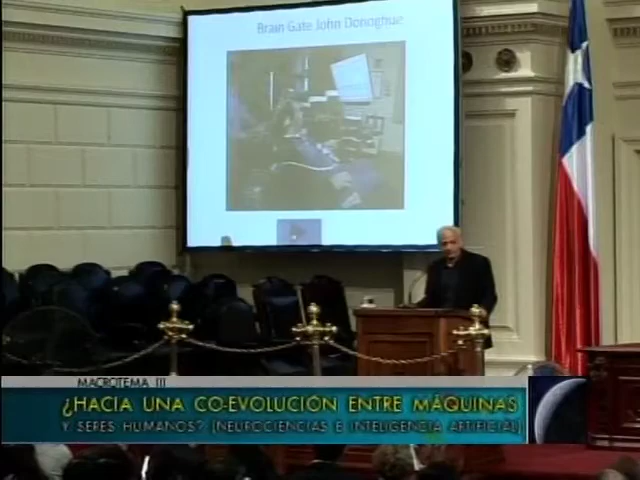 Brain Gate John Donoghue
MACROTEMA III
¿HACIA UNA CO-EVOLUCIÓN ENTRE MÁQUINAS
Y SERES HUMANOS? (NEUROCIENCIAS E INTELIGENCIA ARTIFICIAL)